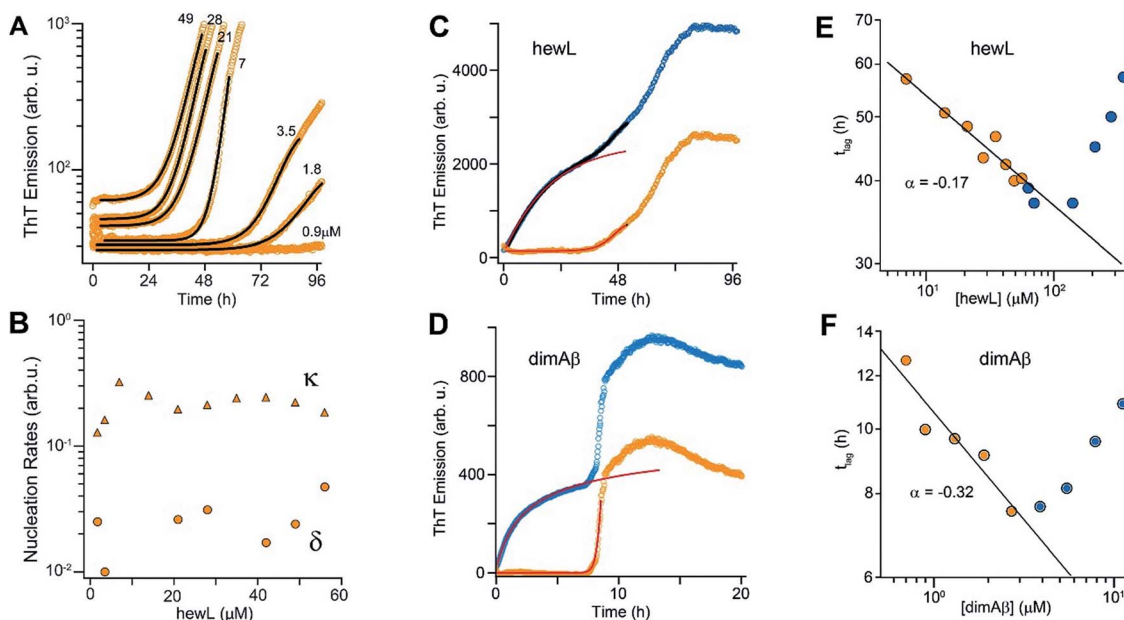 A
ThT Emission (arb. u.)
10³
10²
49
28
21
7
3.5
1.8
0.9μM
0
24
48
72
96
Time (h)
B
Nucleation Rates (arb.u.)
10⁰
10⁻¹
10⁻²
κ
δ
0
20
40
60
hewL (μM)
C
hewL
ThT Emission (arb. u.)
4000
2000
0
0
48
96
Time (h)
D
dimAβ
ThT Emission (arb. u.)
800
400
0
0
10
20
Time (h)
E
hewL
t_lag (h)
50
40
30
α = -0.17
10¹
10²
[hewL] (μM)
F
dimAβ
t_lag (h)
14
12
10
8
6
α = -0.32
10⁰
10¹
[dimAβ] (μM)